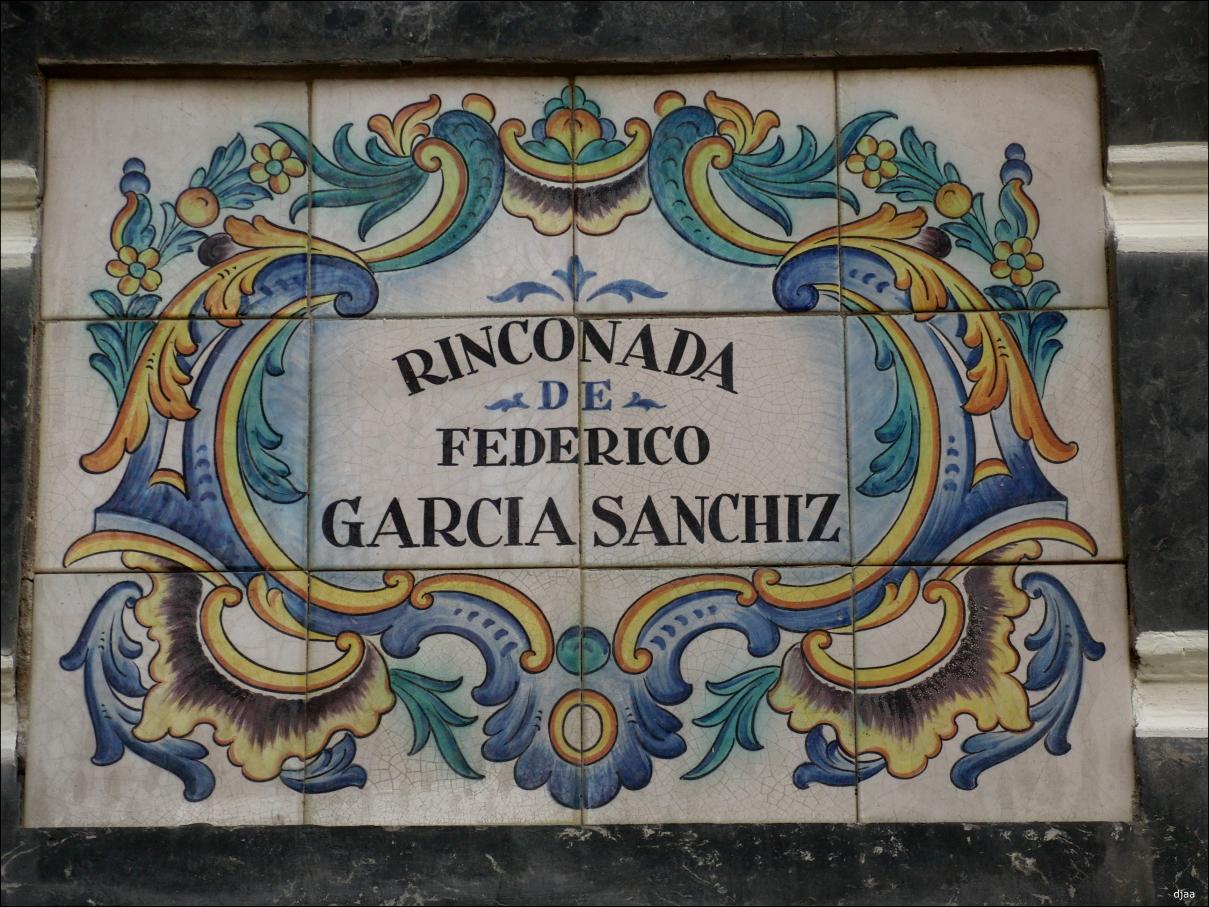 RINCONADA
DE
FEDERICO
GARCIA SANCHIZ
djaa